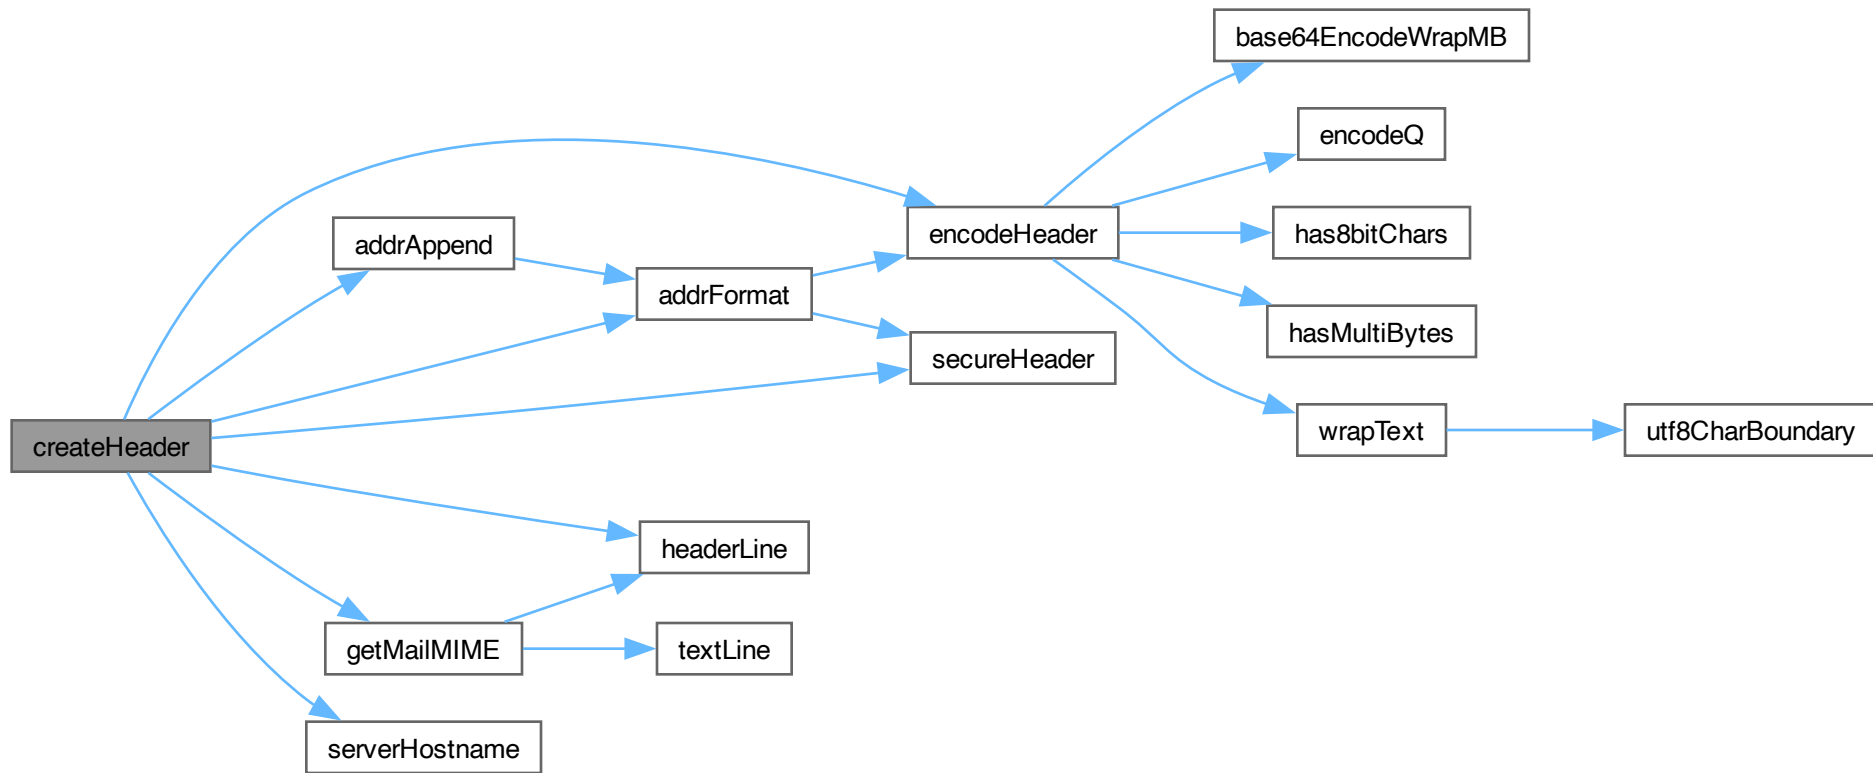 base64EncodeWrapMB
encodeQ
encodeHeader
has8bitChars
addrAppend
addrFormat
hasMultiBytes
secureHeader
createHeader
wrapText
utf8CharBoundary
headerLine
getMailMIME
textLine
serverHostname